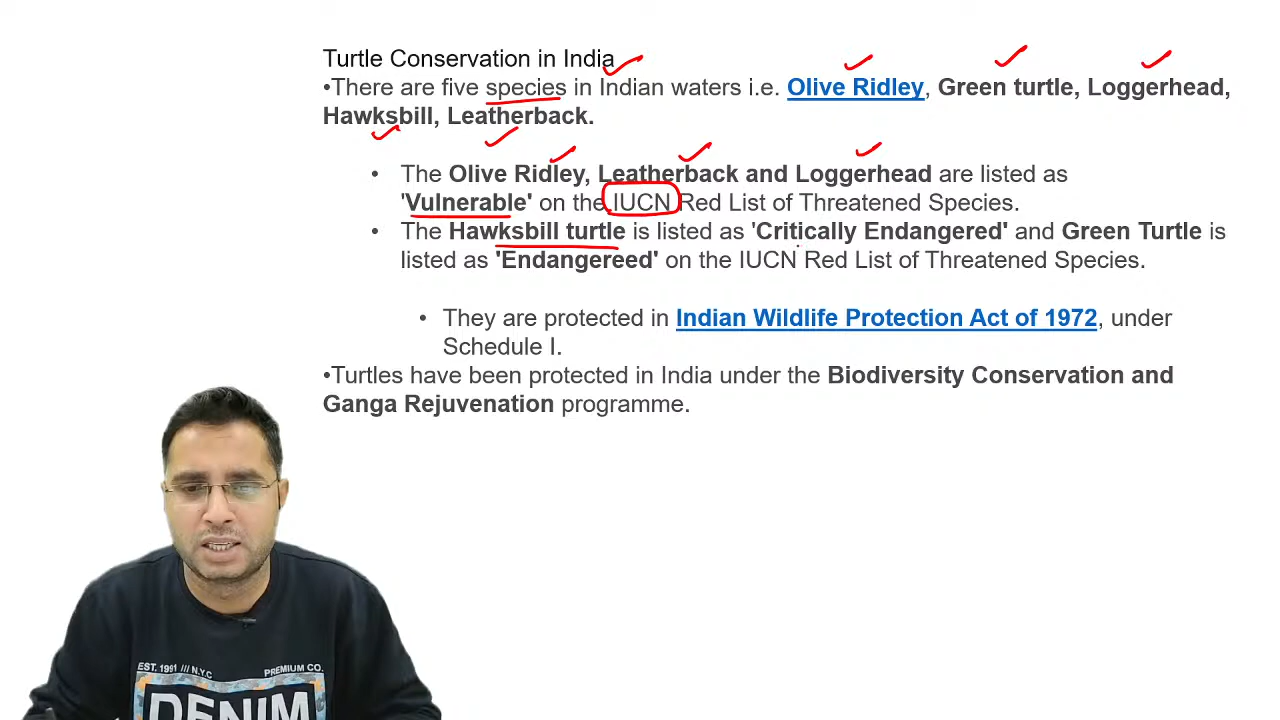 Turtle Conservation in India
•There are five species in Indian waters i.e. Olive Ridley, Green turtle, Loggerhead,
Hawksbill, Leatherback.
• The Olive Ridley, Leatherback and Loggerhead are listed as
'Vulnerable' on the IUCN Red List of Threatened Species.
• The Hawksbill turtle is listed as 'Critically Endangered' and Green Turtle is
listed as 'Endangereed' on the IUCN Red List of Threatened Species.
• They are protected in Indian Wildlife Protection Act of 1972, under
Schedule I.
•Turtles have been protected in India under the Biodiversity Conservation and
Ganga Rejuvenation programme.
EST. 1991 /// N.Y.C PREMIUM CO.
DENIM